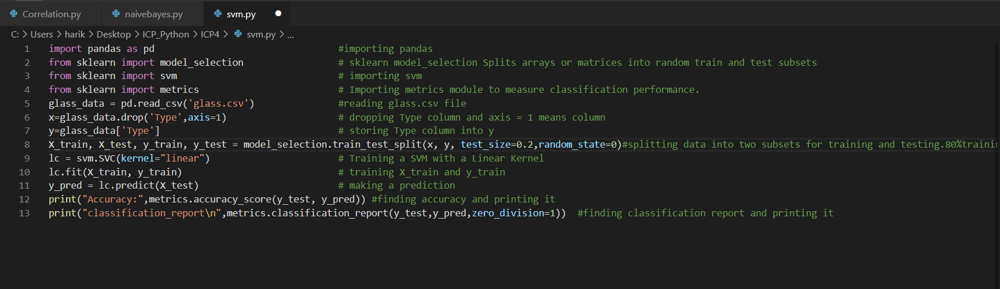 Correlation.py naivebayes.py svm.py
C: > Users > harik > Desktop > ICP_Python > ICP4 > svm.py > ...
1 import pandas as pd #importing pandas
2 from sklearn import model_selection # sklearn model_selection Splits arrays or matrices into random train and test subsets
3 from sklearn import svm # importing svm
4 from sklearn import metrics # Importing metrics module to measure classification performance.
5 glass_data = pd.read_csv('glass.csv') #reading glass.csv file
6 x=glass_data.drop('Type',axis=1) # dropping Type column and axis = 1 means column
7 y=glass_data['Type'] # storing Type column into y
8 X_train, X_test, y_train, y_test = model_selection.train_test_split(x, y, test_size=0.2,random_state=0)#splitting data into two subsets for training and testing.80%traini
9 lc = svm.SVC(kernel="linear") # Training a SVM with a Linear Kernel
10 lc.fit(X_train, y_train) # training X_train and y_train
11 y_pred = lc.predict(X_test) # making a prediction
12 print("Accuracy:",metrics.accuracy_score(y_test, y_pred)) #finding accuracy and printing it
13 print("classification_report\n",metrics.classification_report(y_test,y_pred,zero_division=1)) #finding classification report and printing it